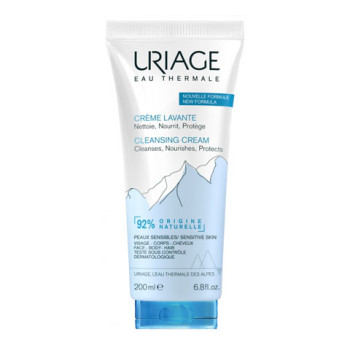 URIAGE
EAU THERMALE
NOUVELLE FORMULE
NEW FORMULA
CRÈME LAVANTE
Nettoie, Nourrit, Protège
CLEANSING CREAM
Cleanses, Nourishes, Protects
92% ORIGINE NATURELLE
PEAUX SENSIBLES/ SENSITIVE SKIN
VISAGE - CORPS - CHEVEUX
FACE - BODY - HAIR
TESTÉ SOUS CONTRÔLE
DERMATOLOGIQUE
URIAGE, L'EAU THERMALE DES ALPES
200 ml e 6.8fl.oz.